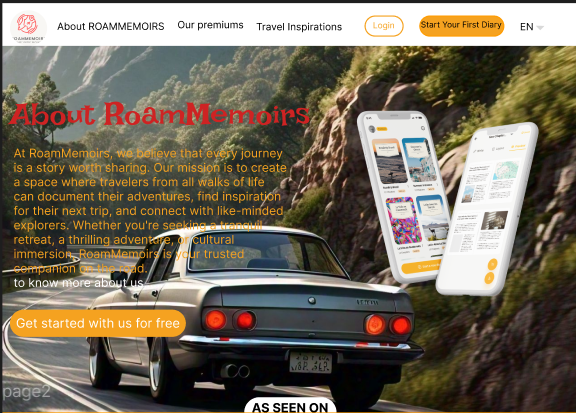 ROAMMEMOIR
About ROAMMEMOIRS
Our premiums
Travel Inspirations
Login
Start Your First Diary
EN
About RoamMemoirs
At RoamMemoirs, we believe that every journey
is a story worth sharing. Our mission is to create
a space where travelers from all walks of life
can document their adventures, find inspiration
for their next trip, and connect with like-minded
explorers. Whether you're seeking a tranquil
retreat, a thrilling adventure, or cultural
immersion, RoamMemoirs is your trusted
companion on the road.
to know more about us
Get started with us for free
page2
AS SEEN ON